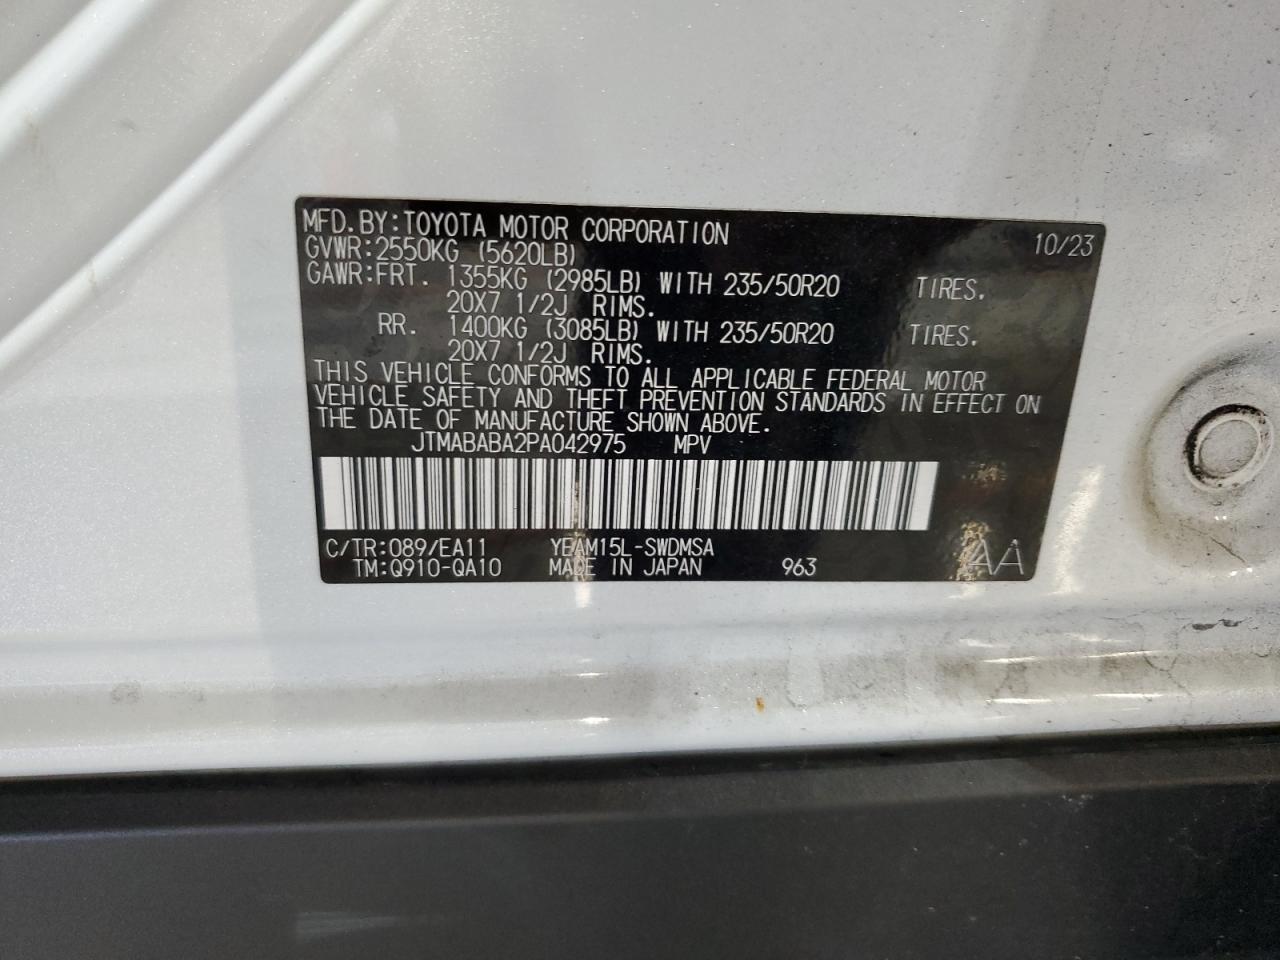 MFD.BY:TOYOTA MOTOR CORPORATION 10/23
GVWR:2550KG (5620LB)
GAWR:FRT. 1355KG (2985LB) WITH 235/50R20 TIRES.
20X7 1/2J RIMS.
RR. 1400KG (3085LB) WITH 235/50R20 TIRES.
20X7 1/2J RIMS.
THIS VEHICLE CONFORMS TO ALL APPLICABLE FEDERAL MOTOR
VEHICLE SAFETY AND THEFT PREVENTION STANDARDS IN EFFECT ON
THE DATE OF MANUFACTURE SHOWN ABOVE.
JTMABABA2PA042975 MPV
C/TR:089/EA11 YEAM15L-SWDMSA
TM:Q910-QA10 MADE IN JAPAN 963 AA